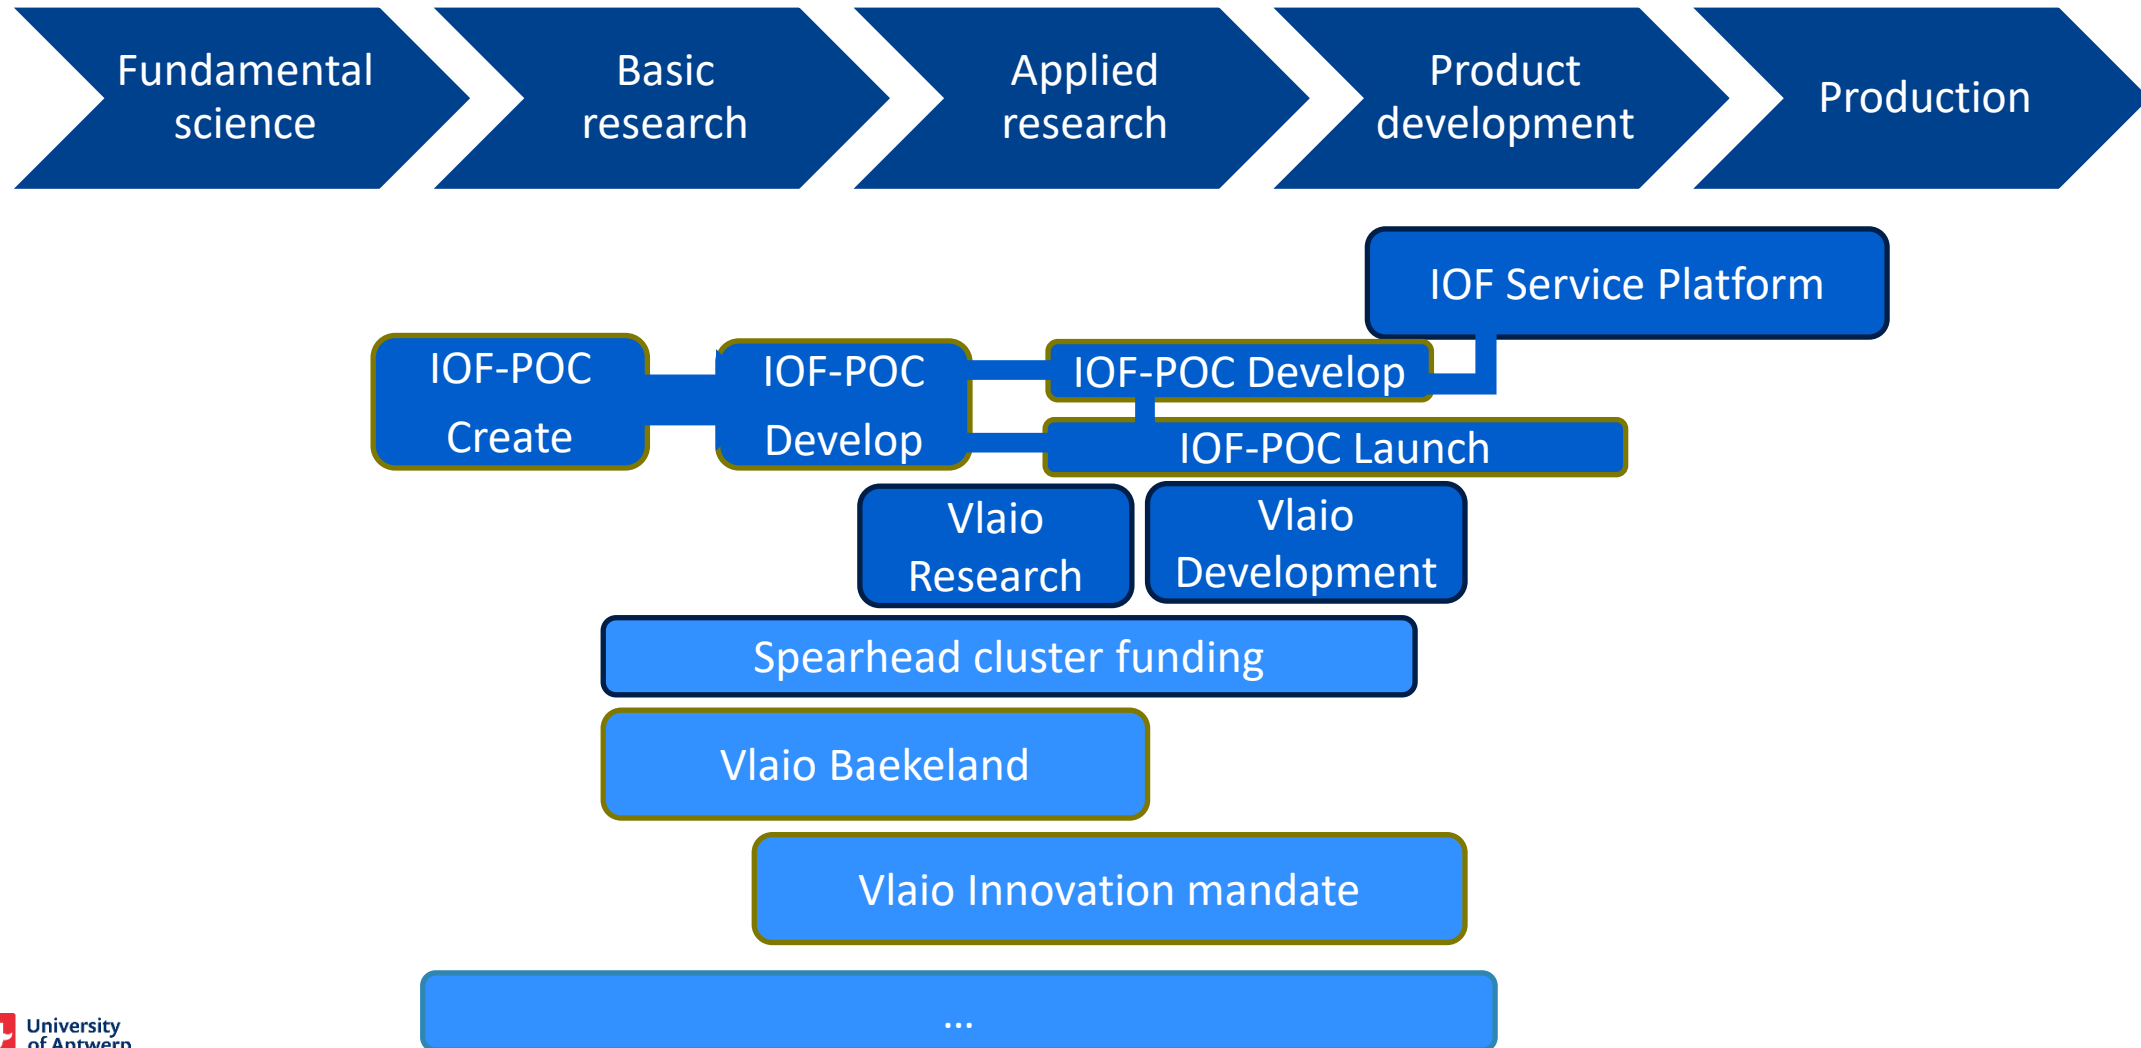 Fundamental
science
Basic
research
Applied
research
Product
development
Production
IOF Service Platform
IOF-POC
Create
IOF-POC
Develop
IOF-POC Develop
IOF-POC Launch
Vlaio
Research
Vlaio
Development
Spearhead cluster funding
Vlaio Baekeland
Vlaio Innovation mandate
...
University
of Antwerp